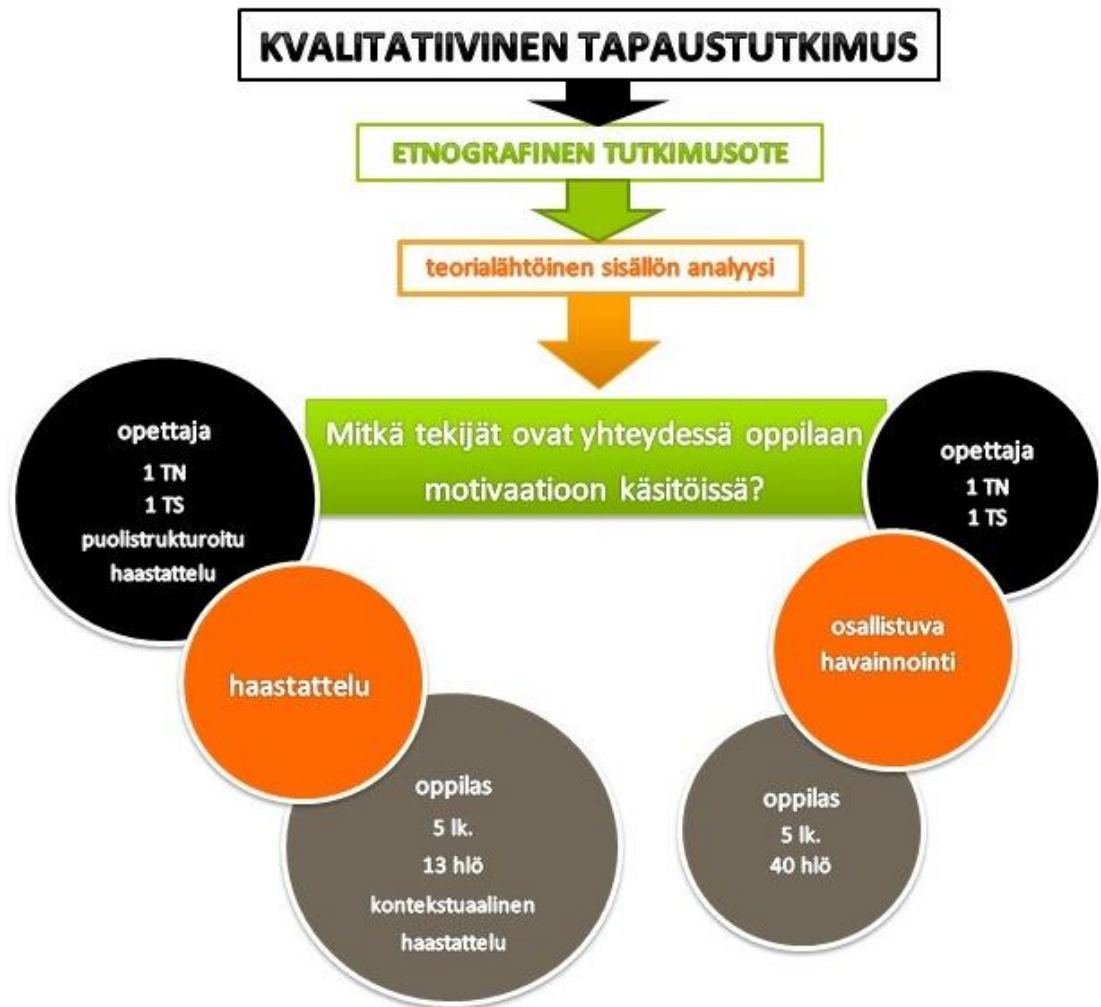 KVALITATIIVINEN TAPAUSTUTKIMUS
ETNOGRAFINEN TUTKIMUSOTE
teorialähtöinen sisällön analyysi
Mitkä tekijät ovat yhteydessä oppilaan
motivaatioon käsitöissä?
opettaja
1 TN
1 TS
puolistrukturoitu
haastattelu
haastattelu
oppilas
5 lk.
13 hlö
kontekstuaalinen
haastattelu
opettaja
1 TN
1 TS
osallistuva
havainnointi
oppilas
5 lk.
40 hlö